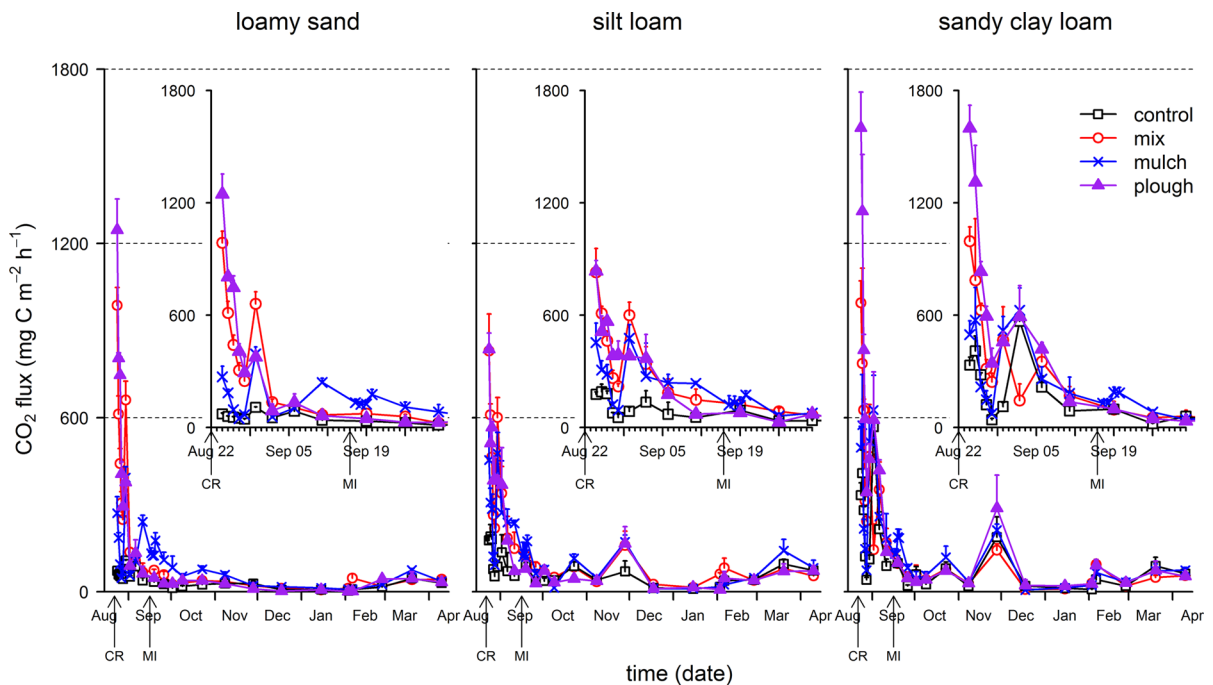 loamy sand
silt loam
sandy clay loam
CO2 flux (mg C m−2 h−1)
1800
1200
600
0
1800
1200
600
0
1800
1200
600
0
1800
1200
600
0
control
mix
mulch
plough
Aug 22 Sep 05 Sep 19
CR MI
Aug 22 Sep 05 Sep 19
CR MI
Aug 22 Sep 05 Sep 19
CR MI
Aug Sep Oct Nov Dec Jan Feb Mar Apr
CR MI
Aug Sep Oct Nov Dec Jan Feb Mar Apr
CR MI
Aug Sep Oct Nov Dec Jan Feb Mar Apr
CR MI
time (date)